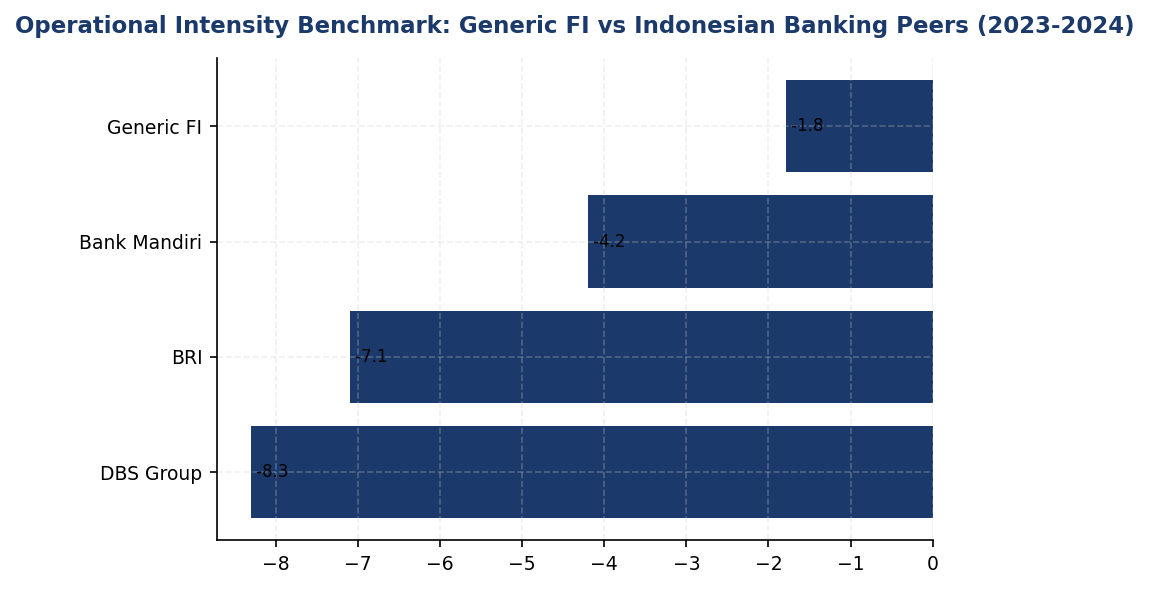 Operational Intensity Benchmark: Generic FI vs Indonesian Banking Peers (2023-2024)
Generic FI
-1.8
Bank Mandiri
-4.2
BRI
-7.1
DBS Group
-8.3
−8 −7 −6 −5 −4 −3 −2 −1 0